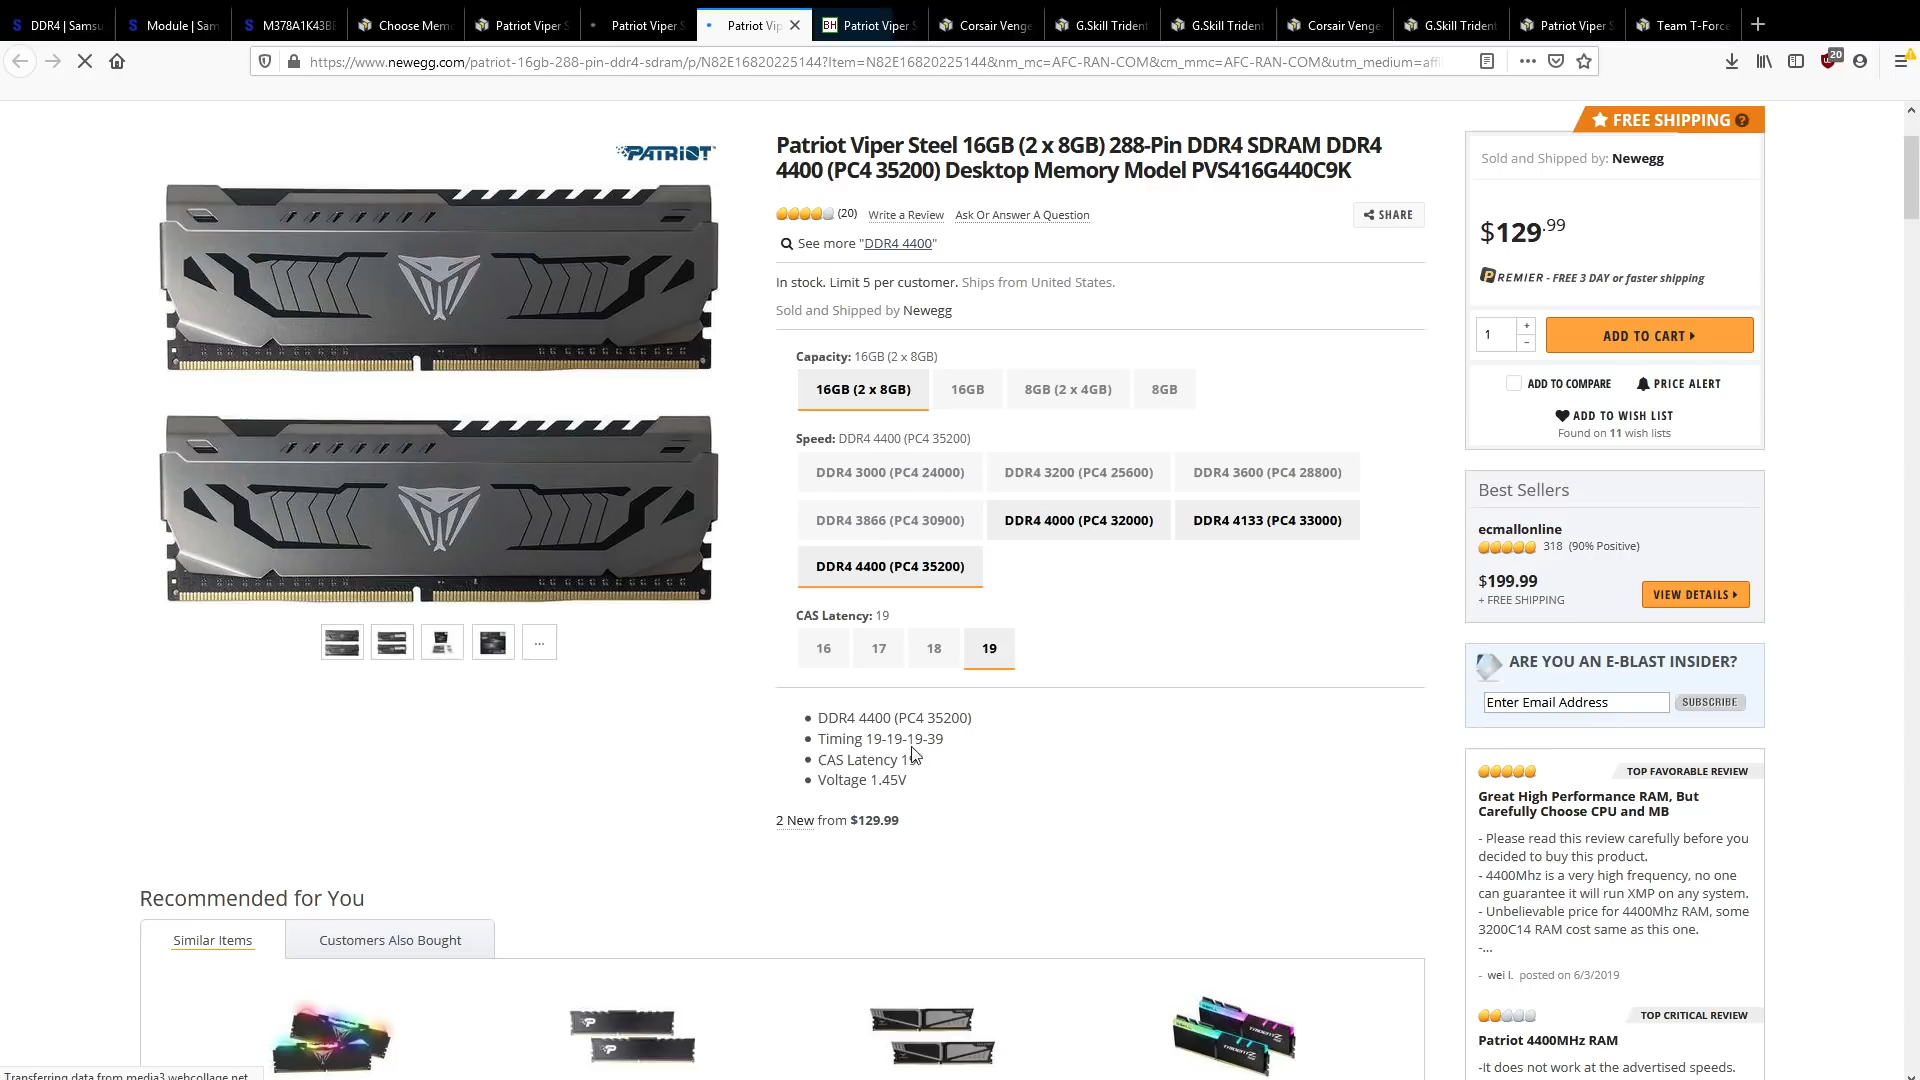 DDR4 | Samsu
Module | Sam
M378A1K43BE
Choose Memo
Patriot Viper S
Patriot Viper S
Patriot Vip
BH
Patriot Viper S
Corsair Venge
G.Skill Trident
G.Skill Trident
Corsair Venge
G.Skill Trident
Patriot Viper S
Team T-Force
https://www.newegg.com/patriot-16gb-288-pin-ddr4-sdram/p/N82E16820225144?Item=N82E16820225144&nm_mc=AFC-RAN-COM&cm_mmc=AFC-RAN-COM&utm_medium=affi
20
PATRIOT
Patriot Viper Steel 16GB (2 x 8GB) 288-Pin DDR4 SDRAM DDR4
4400 (PC4 35200) Desktop Memory Model PVS416G440C9K
(20) Write a Review Ask Or Answer A Question
SHARE
See more "DDR4 4400"
In stock. Limit 5 per customer. Ships from United States.
Sold and Shipped by Newegg
Capacity: 16GB (2 x 8GB)
16GB (2 x 8GB) 16GB 8GB (2 x 4GB) 8GB
Speed: DDR4 4400 (PC4 35200)
DDR4 3000 (PC4 24000) DDR4 3200 (PC4 25600) DDR4 3600 (PC4 28800)
DDR4 3866 (PC4 30900) DDR4 4000 (PC4 32000) DDR4 4133 (PC4 33000)
DDR4 4400 (PC4 35200)
CAS Latency: 19
16 17 18 19
...
• DDR4 4400 (PC4 35200)
• Timing 19-19-19-39
• CAS Latency 1
• Voltage 1.45V
2 New from $129.99
FREE SHIPPING ?
Sold and Shipped by: Newegg
$129.99
PREMIER - FREE 3 DAY or faster shipping
1 + -
ADD TO CART
ADD TO COMPARE PRICE ALERT
ADD TO WISH LIST
Found on 11 wish lists
Best Sellers
ecmallonline
318 (90% Positive)
$199.99
+ FREE SHIPPING
VIEW DETAILS
ARE YOU AN E-BLAST INSIDER?
Enter Email Address SUBSCRIBE
TOP FAVORABLE REVIEW
Great High Performance RAM, But
Carefully Choose CPU and MB
- Please read this review carefully before you
decided to buy this product.
- 4400Mhz is a very high frequency, no one
can guarantee it will run XMP on any system.
- Unbelievable price for 4400Mhz RAM, some
3200C14 RAM cost same as this one.
-...
- wei l. posted on 6/3/2019
TOP CRITICAL REVIEW
Patriot 4400MHz RAM
-It does not work at the advertised speeds.
Recommended for You
Similar Items Customers Also Bought
Transferring data from media3.webcollage.net